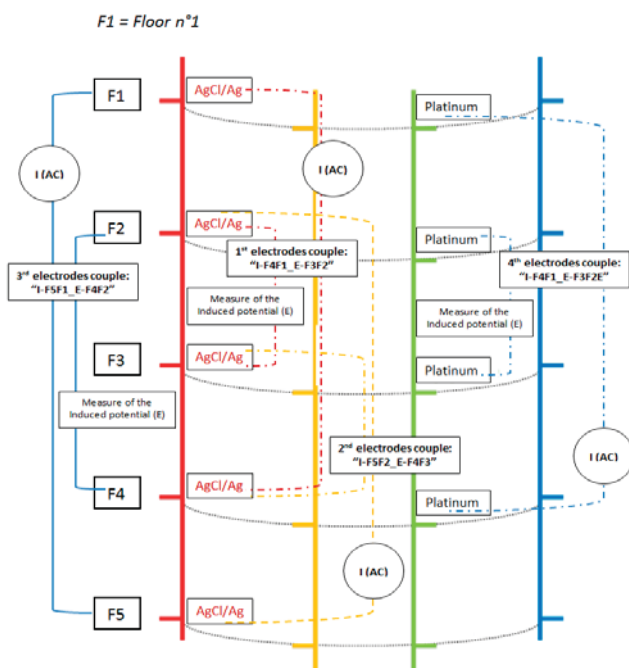 F1 = Floor n°1
F1
AgCl/Ag
Platinum
I (AC)
I (AC)
F2
AgCl/Ag
Platinum
3rd electrodes couple:
"I-F5F1_E-F4F2"
1st electrodes couple:
"I-F4F1_E-F3F2"
4th electrodes couple:
"I-F4F1_E-F3F2E"
Measure of the
Induced potential (E)
Measure of the
Induced potential (E)
F3
AgCl/Ag
Platinum
Measure of the
Induced potential (E)
2nd electrodes couple:
"I-F5F2_E-F4F3"
I (AC)
F4
AgCl/Ag
Platinum
I (AC)
F5
AgCl/Ag